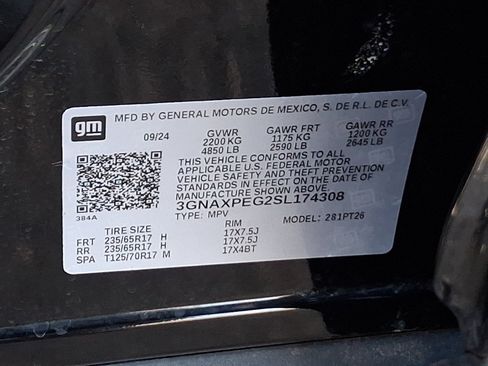 gm
MFD BY GENERAL MOTORS DE MEXICO, S. DE R.L. DE C.V.
09/24 GVWR GAWR FRT GAWR RR
2200 KG 1175 KG 1200 KG
4850 LB 2590 LB 2645 LB
THIS VEHICLE CONFORMS TO ALL
APPLICABLE U.S. FEDERAL MOTOR
VEHICLE SAFETY AND THEFT PREVENTION
STANDARDS IN EFFECT ON THE DATE OF
MANUFACTURE SHOWN ABOVE.
3GNAXPEG2SL174308
384A TYPE: MPV MODEL: 281PT26
TIRE SIZE RIM
FRT 235/65R17 H 17X7.5J
RR 235/65R17 H 17X7.5J
SPA T125/70R17 M 17X4BT